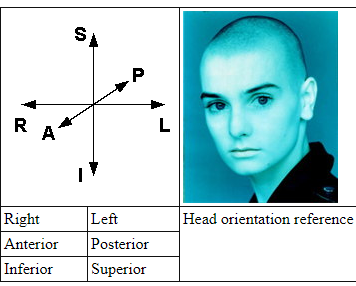 S
P
R
A
L
I
Right Left Head orientation reference
Anterior Posterior
Inferior Superior